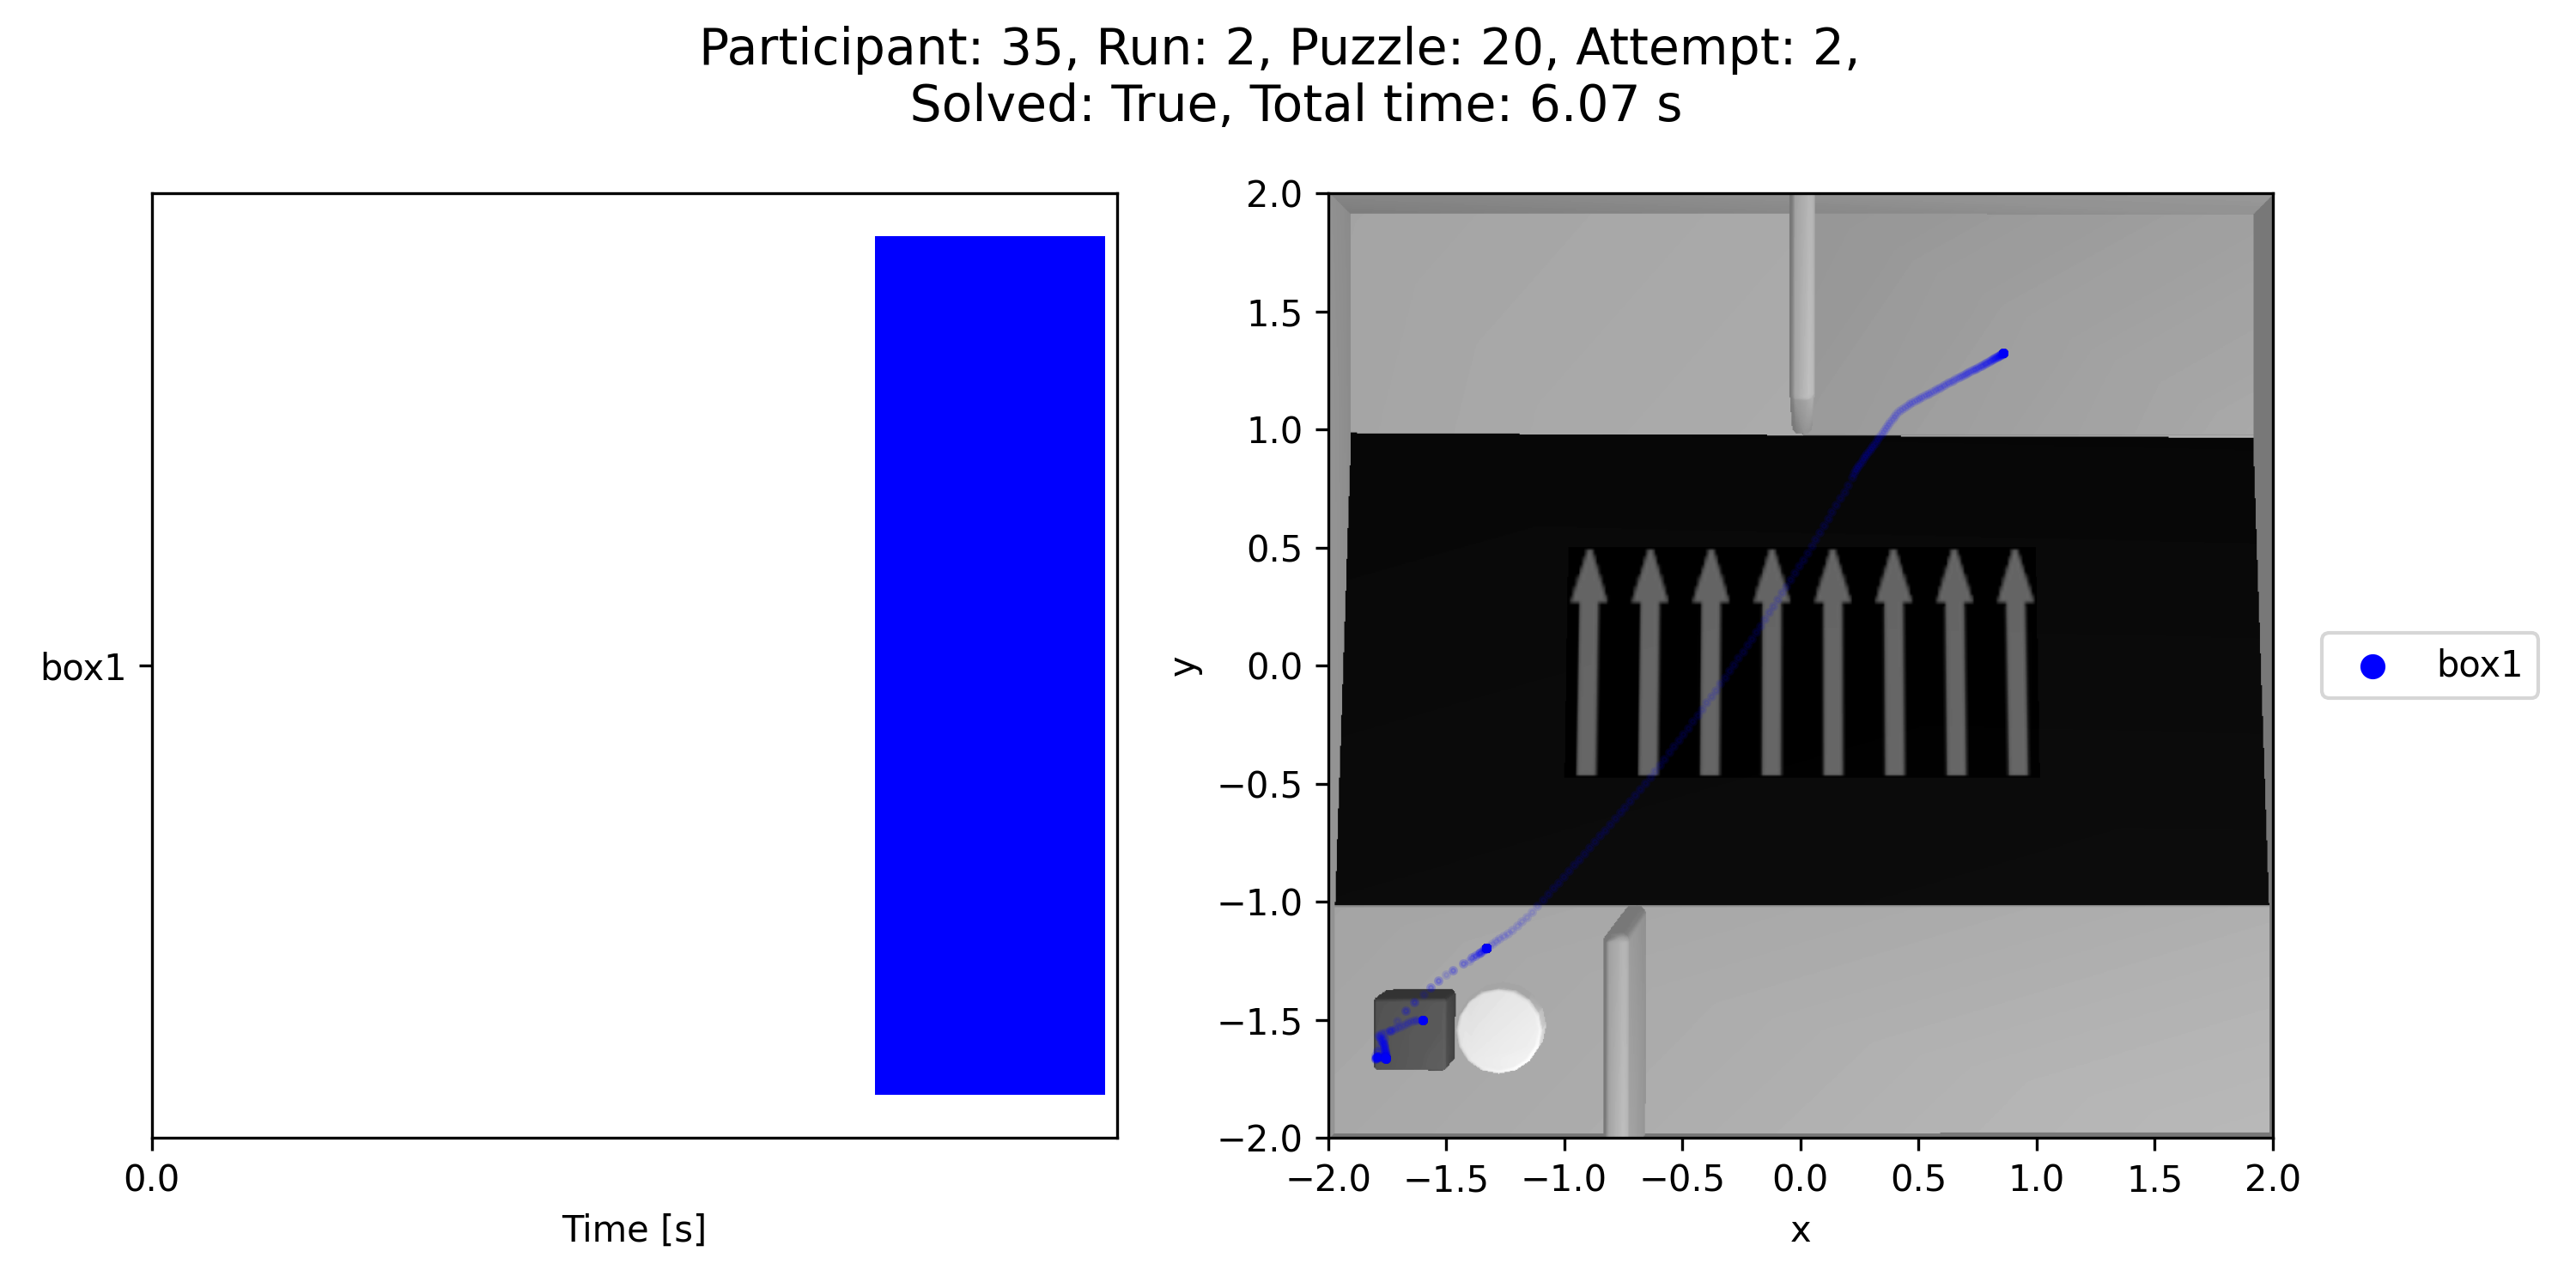 Participant: 35, Run: 2, Puzzle: 20, Attempt: 2,
Solved: True, Total time: 6.07 s
box1
0.0
Time [s]
2.0
1.5
1.0
0.5
0.0
−0.5
−1.0
−1.5
−2.0
y
−2.0 −1.5 −1.0 −0.5 0.0 0.5 1.0 1.5 2.0
x
box1